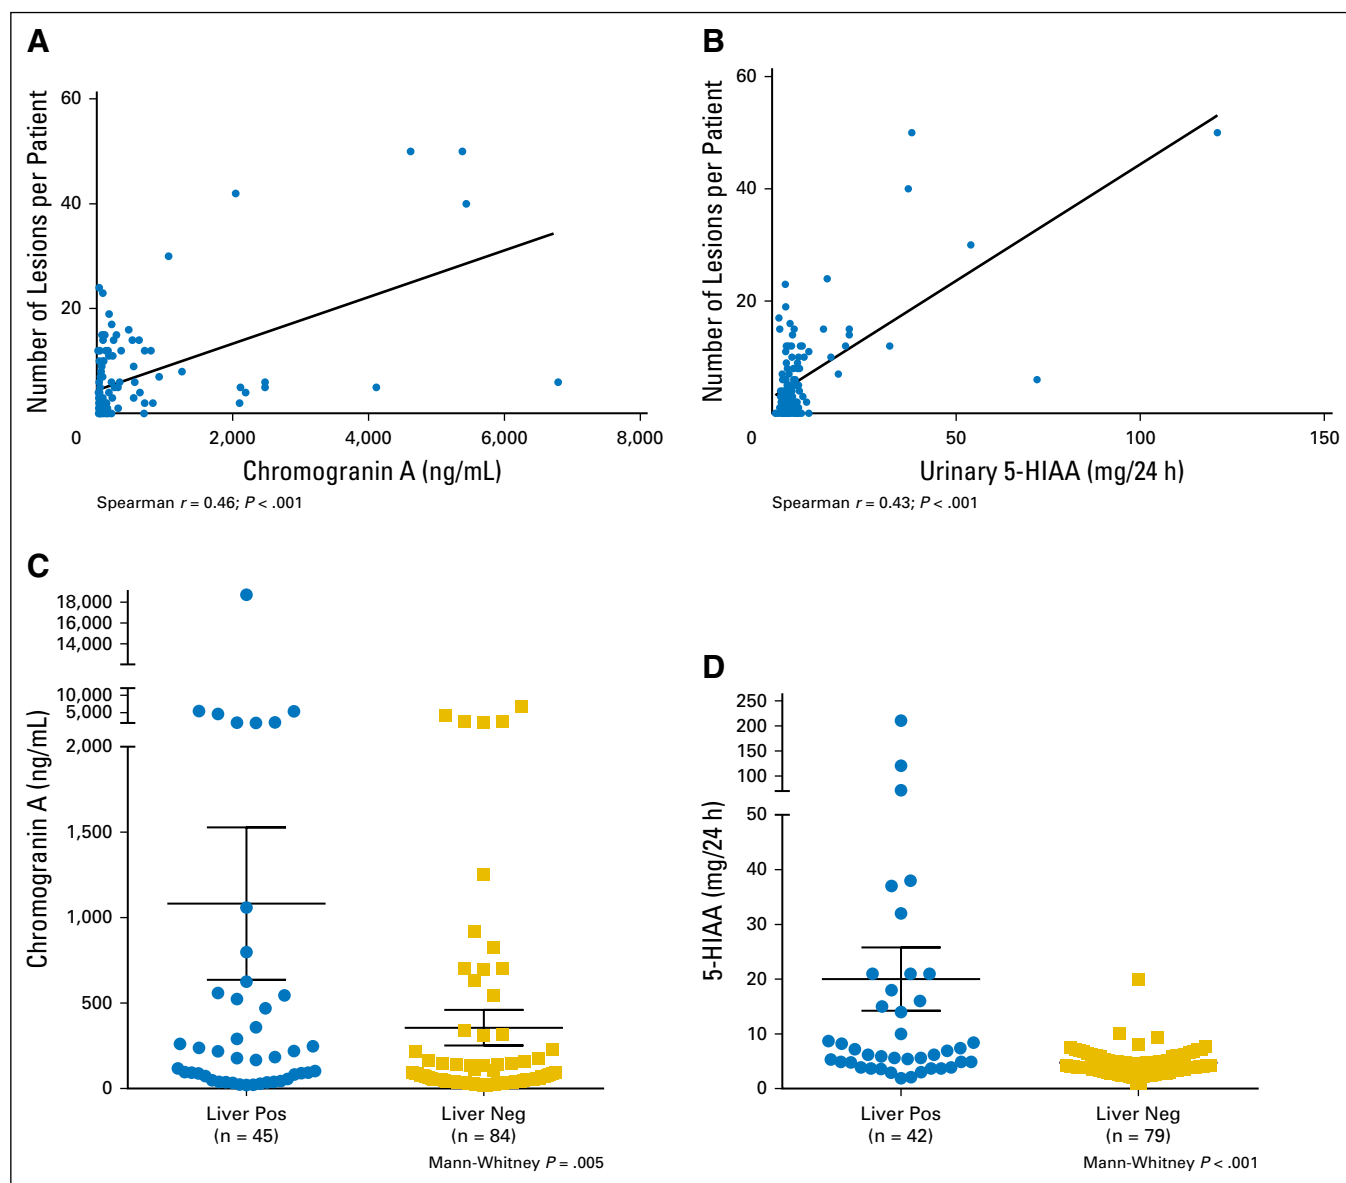 A
Number of Lesions per Patient
60
40
20
0
2,000
4,000
6,000
8,000
Chromogranin A (ng/mL)
Spearman r = 0.46; P < .001
B
Number of Lesions per Patient
60
40
20
0
50
100
150
Urinary 5-HIAA (mg/24 h)
Spearman r = 0.43; P < .001
C
Chromogranin A (ng/mL)
18,000
16,000
14,000
10,000
5,000
2,000
1,500
1,000
500
0
Liver Pos
(n = 45)
Liver Neg
(n = 84)
Mann-Whitney P = .005
D
5-HIAA (mg/24 h)
250
200
150
100
50
40
30
20
10
0
Liver Pos
(n = 42)
Liver Neg
(n = 79)
Mann-Whitney P < .001